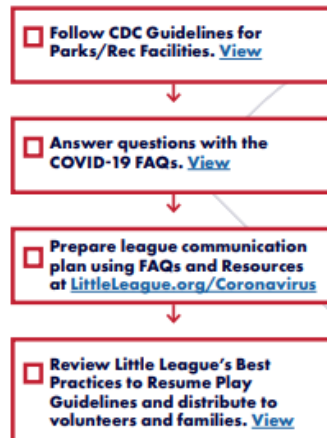 Follow CDC Guidelines for
Parks/Rec Facilities. View
Answer questions with the
COVID-19 FAQs. View
Prepare league communication
plan using FAQs and Resources
at LittleLeague.org/Coronavirus
Review Little League's Best
Practices to Resume Play
Guidelines and distribute to
volunteers and families. View